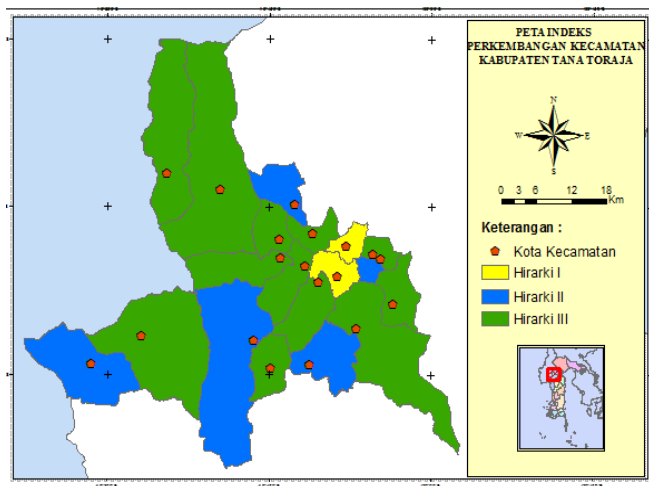 PETA INDEKS
PERKEMBANGAN KECAMATAN
KABUPATEN TANA TORAJA
N
W E
S
0 3 6 12 18
Km
Keterangan :
Kota Kecamatan
Hirarki I
Hirarki II
Hirarki III